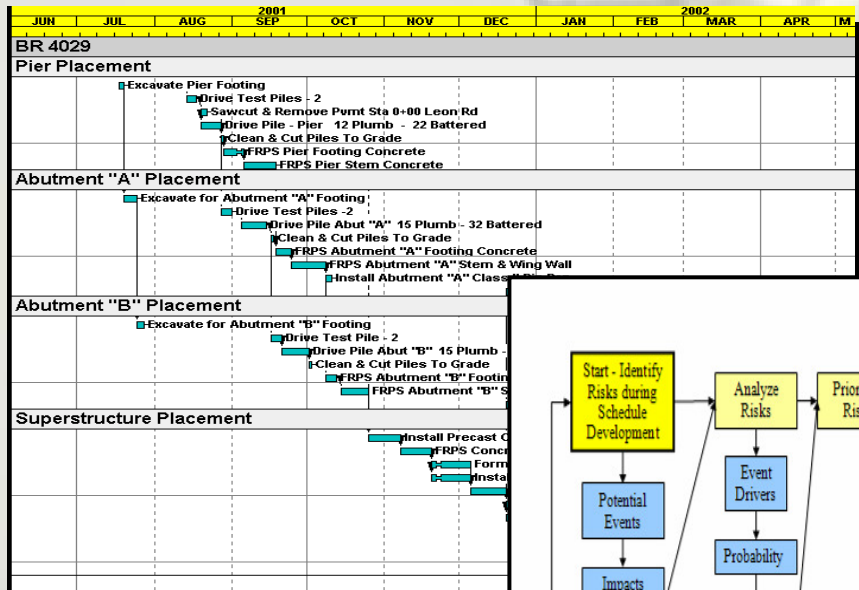 2001 2002
JUN JUL AUG SEP OCT NOV DEC JAN FEB MAR APR M
BR 4029
Pier Placement
Excavate Pier Footing
Drive Test Piles - 2
Sawcut & Remove Pvmt Sta 0+00 Leon Rd
Drive Pile - Pier 12 Plumb - 22 Battered
Clean & Cut Piles To Grade
FRPS Pier Footing Concrete
FRPS Pier Stem Concrete
Abutment "A" Placement
Excavate for Abutment "A" Footing
Drive Test Piles -2
Drive Pile Abut "A" 15 Plumb - 32 Battered
Clean & Cut Piles To Grade
FRPS Abutment "A" Footing Concrete
FRPS Abutment "A" Stem & Wing Wall
Install Abutment "A" Class
Abutment "B" Placement
Excavate for Abutment "B" Footing
Drive Test Pile - 2
Drive Pile Abut "B" 15 Plumb -
Clean & Cut Piles To Grade
FRPS Abutment "B" Footin
FRPS Abutment "B" S
Superstructure Placement
Install Precast C
FRPS Conc
Form
Insta
Start - Identify
Risks during
Schedule
Development
Analyze
Risks
Prior
Ris
Potential
Events
Event
Drivers
Impacts
Probability